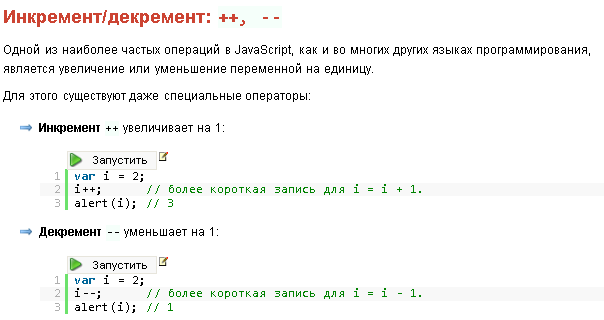 Инкремент/декремент: ++, --
Одной из наиболее частых операций в JavaScript, как и во многих других языках программирования,
является увеличение или уменьшение переменной на единицу.
Для этого существуют даже специальные операторы:
Инкремент ++ увеличивает на 1:
Запустить
1 var i = 2;
2 i++; // более короткая запись для i = i + 1.
3 alert(i); // 3
Декремент -- уменьшает на 1:
Запустить
1 var i = 2;
2 i--; // более короткая запись для i = i - 1.
3 alert(i); // 1